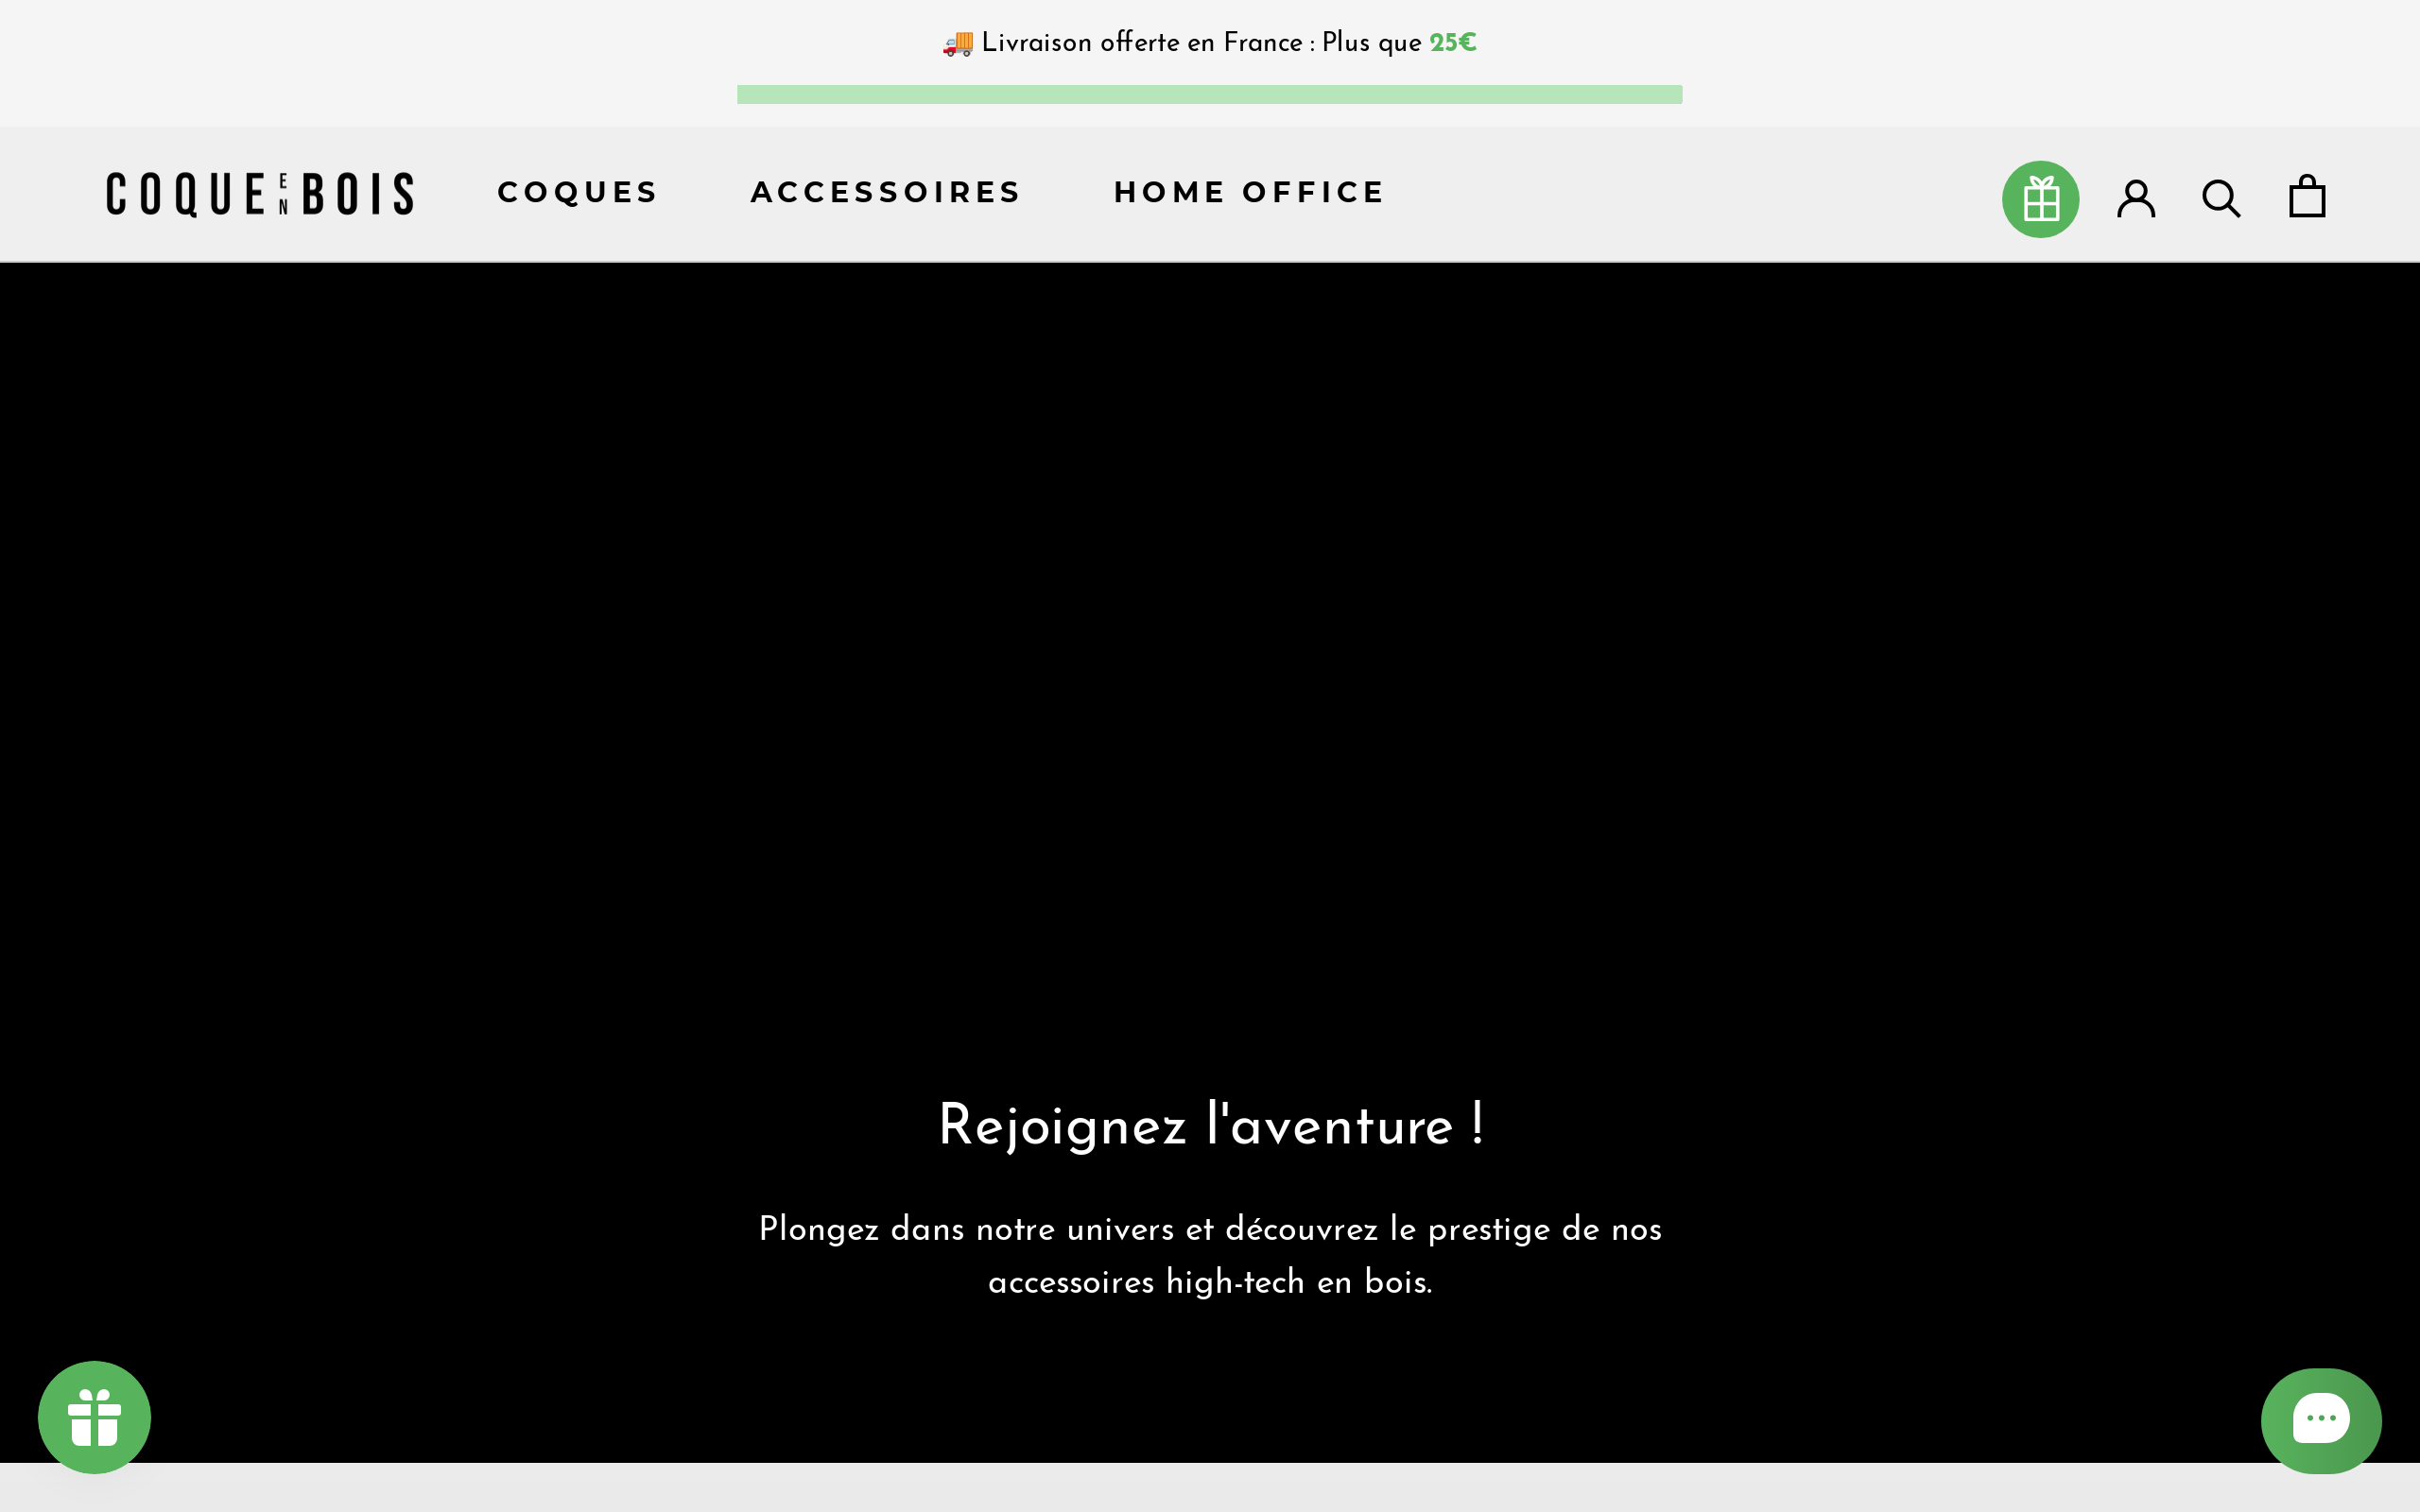 🚚 Livraison offerte en France : Plus que 25€
COQUE EN BOIS
COQUES
ACCESSOIRES
HOME OFFICE
Rejoignez l'aventure !
Plongez dans notre univers et découvrez le prestige de nos
accessoires high-tech en bois.